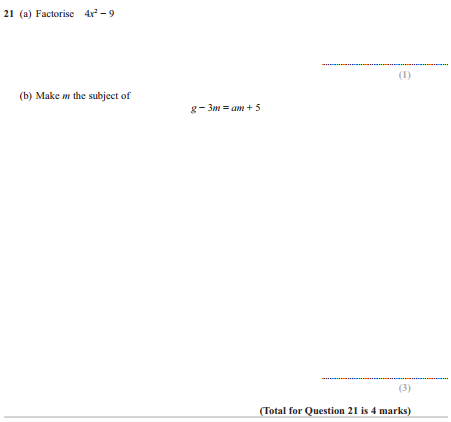 21 (a) Factorise 4x² – 9
(1)
(b) Make m the subject of
g – 3m = am + 5
(3)
(Total for Question 21 is 4 marks)